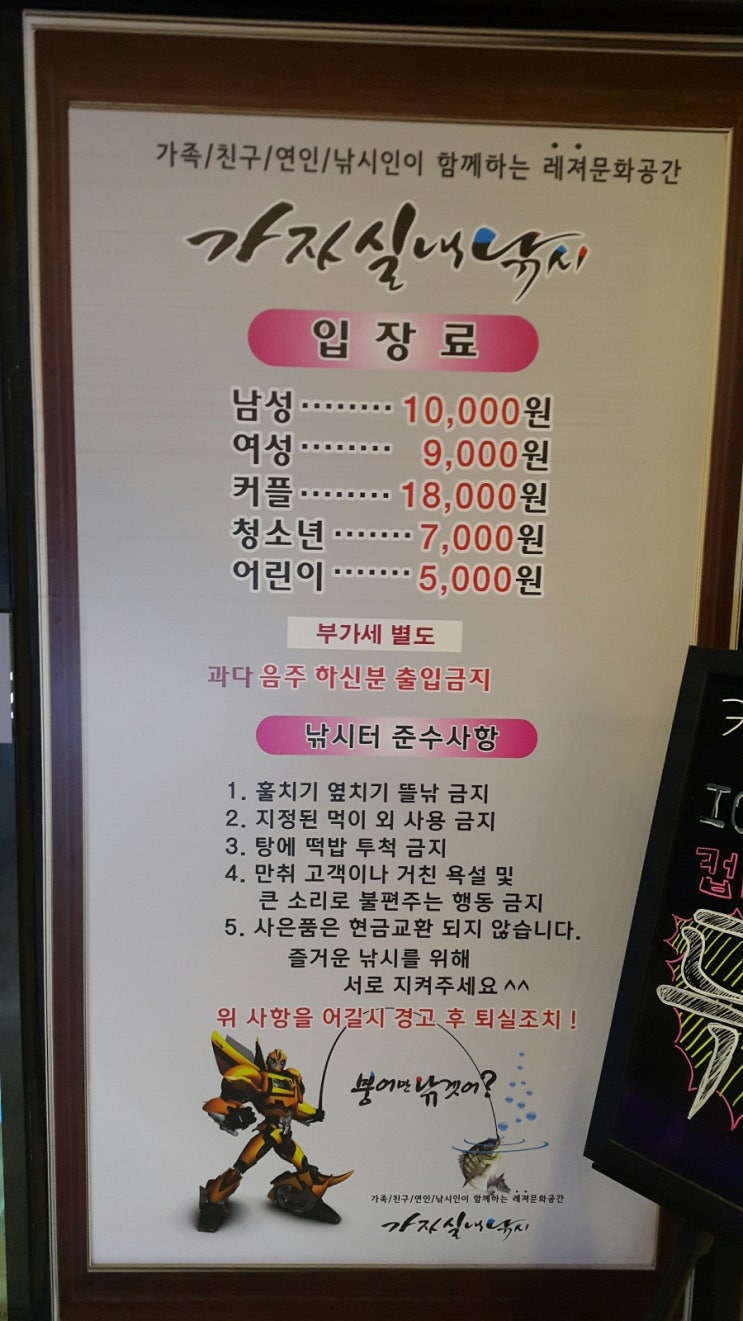 가족/친구/연인/낚시인이 함께하는 레져문화공간
가자실내낚시
입장료
남성 ········ 10,000원
여성 ········ 9,000원
커플 ········ 18,000원
청소년 ······· 7,000원
어린이 ······· 5,000원
부가세 별도
과다 음주 하신분 출입금지
낚시터 준수사항
1. 훌치기 옆치기 뜰낚 금지
2. 지정된 먹이 외 사용 금지
3. 탕에 떡밥 투척 금지
4. 만취 고객이나 거친 욕설 및
큰 소리로 불편주는 행동 금지
5. 사은품은 현금교환 되지 않습니다.
즐거운 낚시를 위해
서로 지켜주세요^^
위 사항을 어길시 경고 후 퇴실조치!
붕어만 낚겟어?
가족/친구/연인/낚시인이 함께하는 레져문화공간
가자실내낚시